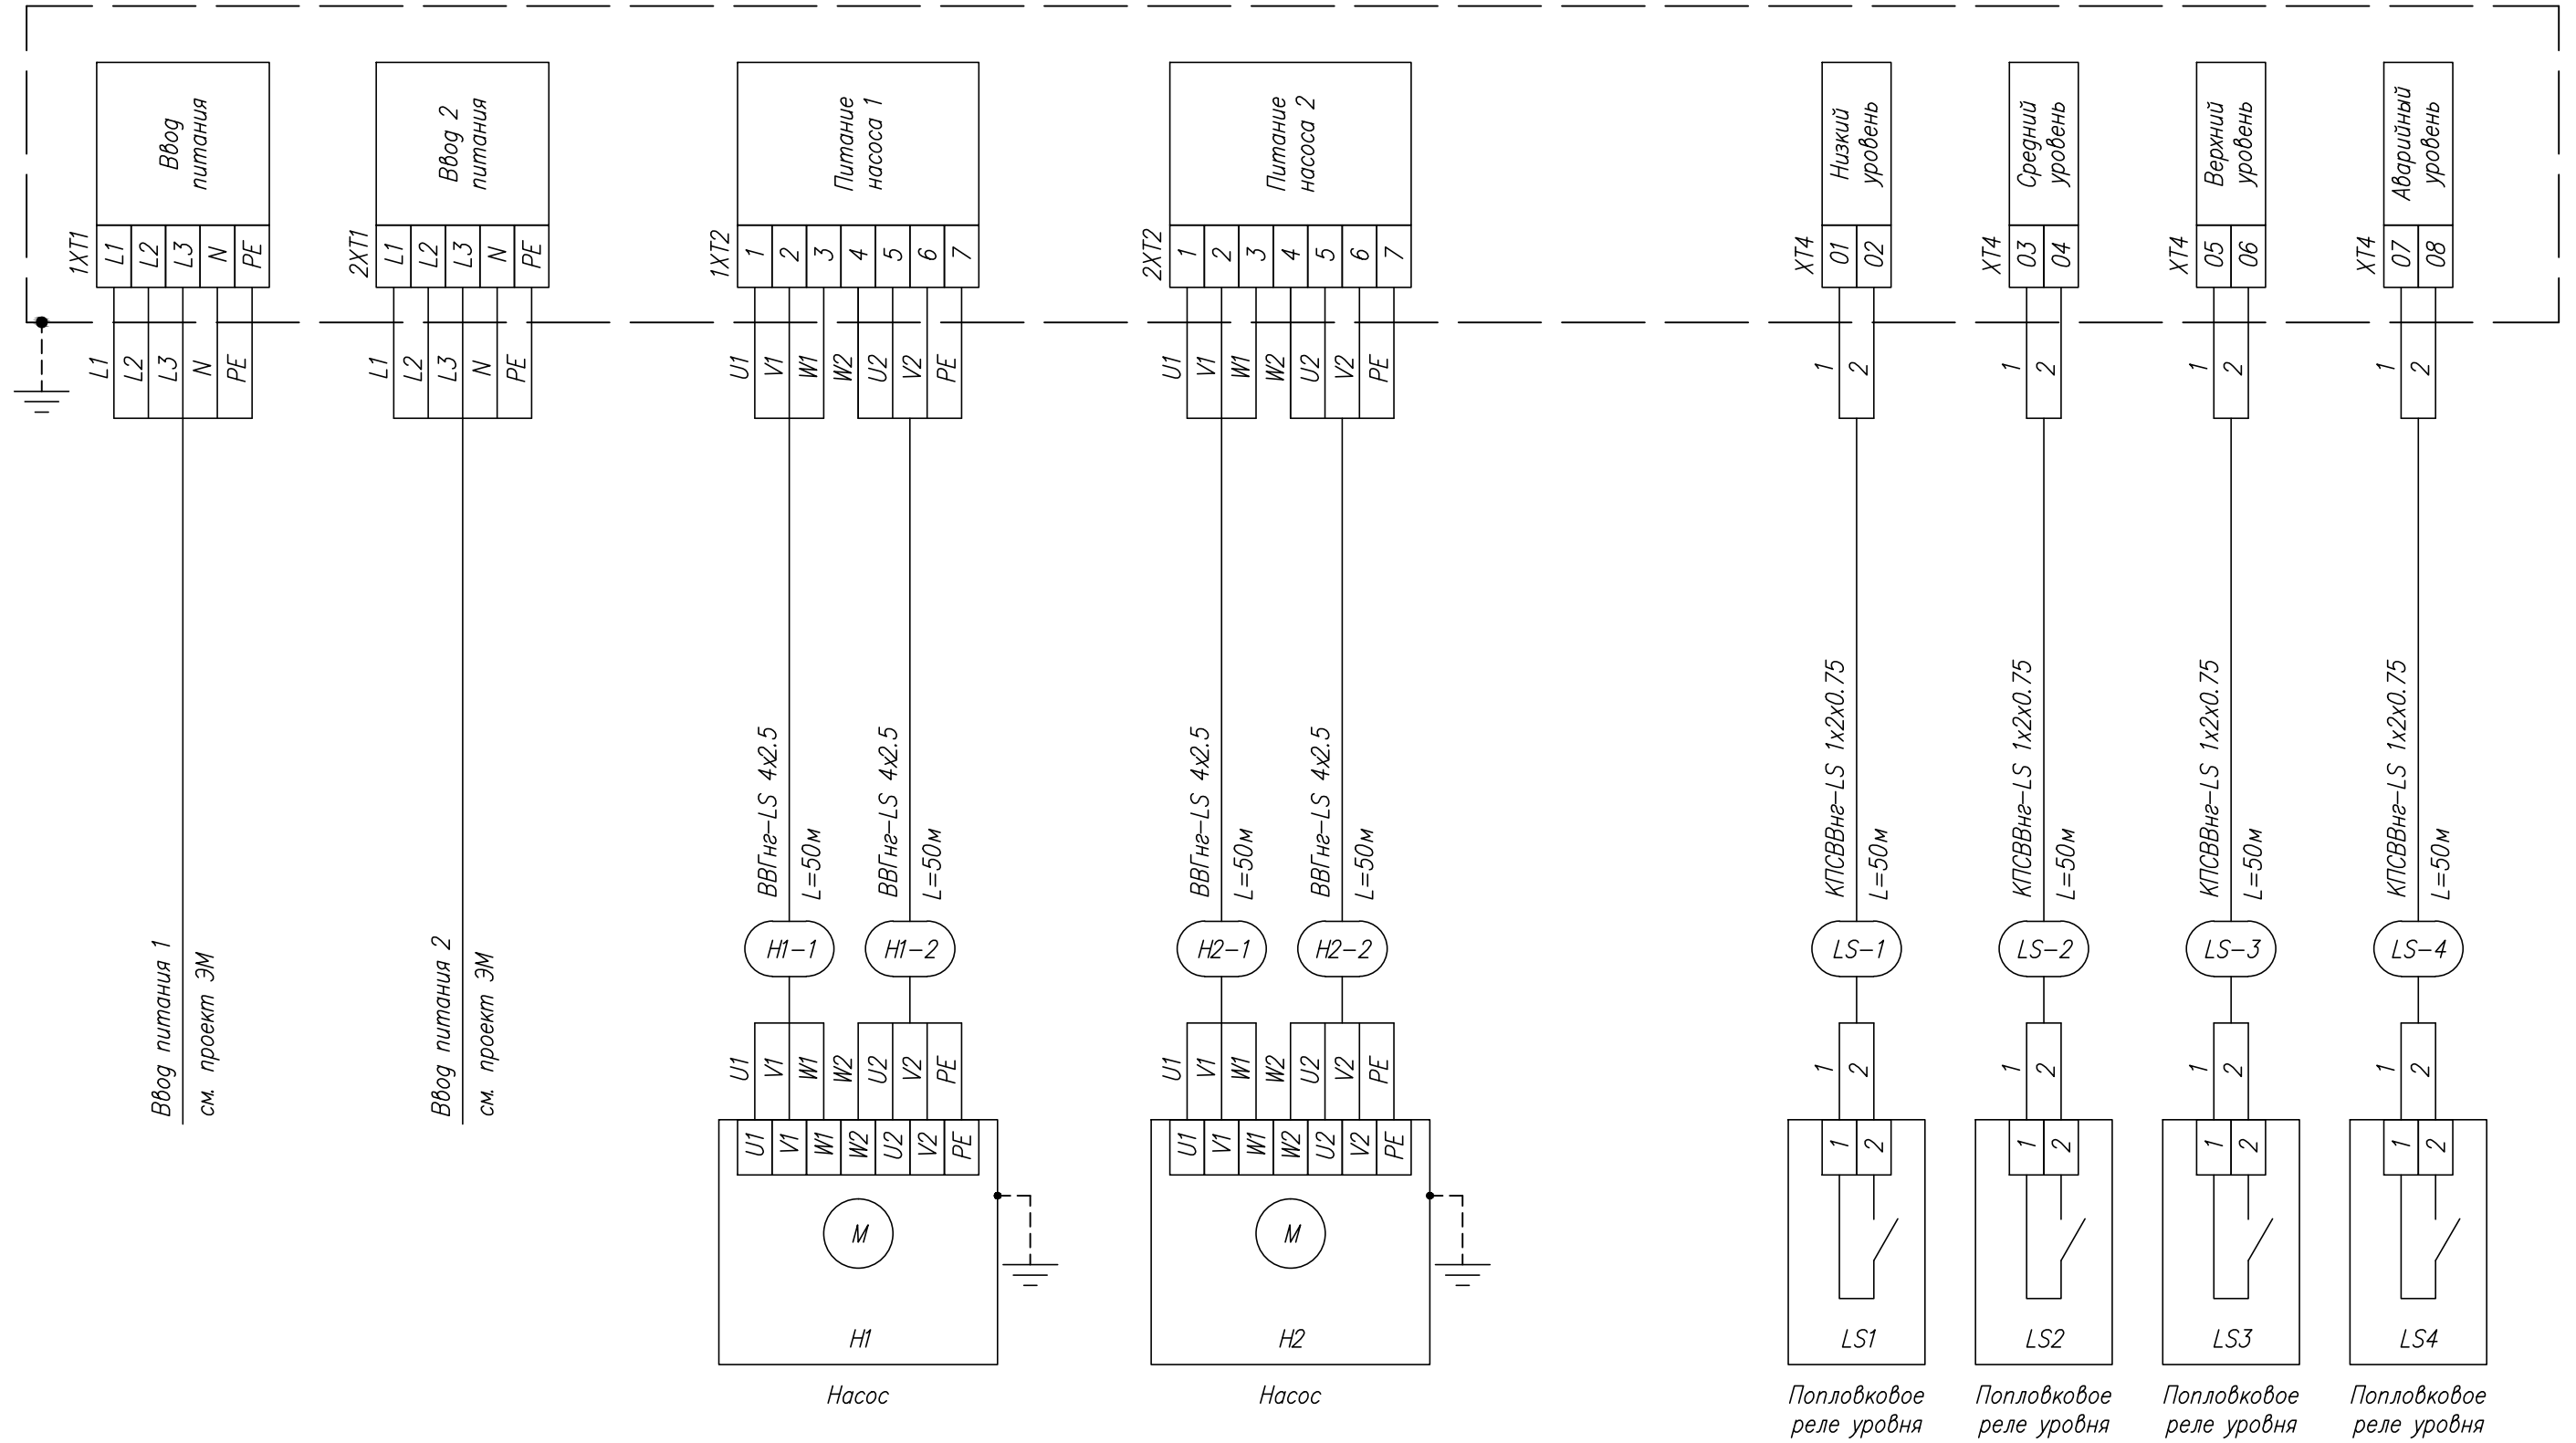 Ввод
питания
Ввод 2
питания
Питание
насоса 1
Питание
насоса 2
Низкий
уровень
Средний
уровень
Верхний
уровень
Аварийный
уровень
1XT1 L1 L2 L3 N PE
2XT1 L1 L2 L3 N PE
1XT2 1 2 3 4 5 6 7
2XT2 1 2 3 4 5 6 7
XT4 01 02
XT4 03 04
XT4 05 06
XT4 07 08
L1 L2 L3 N PE
L1 L2 L3 N PE
U1 V1 W1 W2 U2 V2 PE
U1 V1 W1 W2 U2 V2 PE
1 2
1 2
1 2
1 2
Ввод питания 1
см. проект ЭМ
Ввод питания 2
см. проект ЭМ
ВВГнг-LS 4x2.5
L=50м
ВВГнг-LS 4x2.5
L=50м
ВВГнг-LS 4x2.5
L=50м
ВВГнг-LS 4x2.5
L=50м
КПСВВнг-LS 1x2x0.75
L=50м
КПСВВнг-LS 1x2x0.75
L=50м
КПСВВнг-LS 1x2x0.75
L=50м
КПСВВнг-LS 1x2x0.75
L=50м
Н1-1
Н1-2
Н2-1
Н2-2
LS-1
LS-2
LS-3
LS-4
U1 V1 W1 W2 U2 V2 PE
U1 V1 W1 W2 U2 V2 PE
1 2
1 2
1 2
1 2
U1 V1 W1 W2 U2 V2 PE
U1 V1 W1 W2 U2 V2 PE
1 2
1 2
1 2
1 2
М
М
Н1
Н2
LS1
LS2
LS3
LS4
Насос
Насос
Попловковое
реле уровня
Попловковое
реле уровня
Попловковое
реле уровня
Попловковое
реле уровня